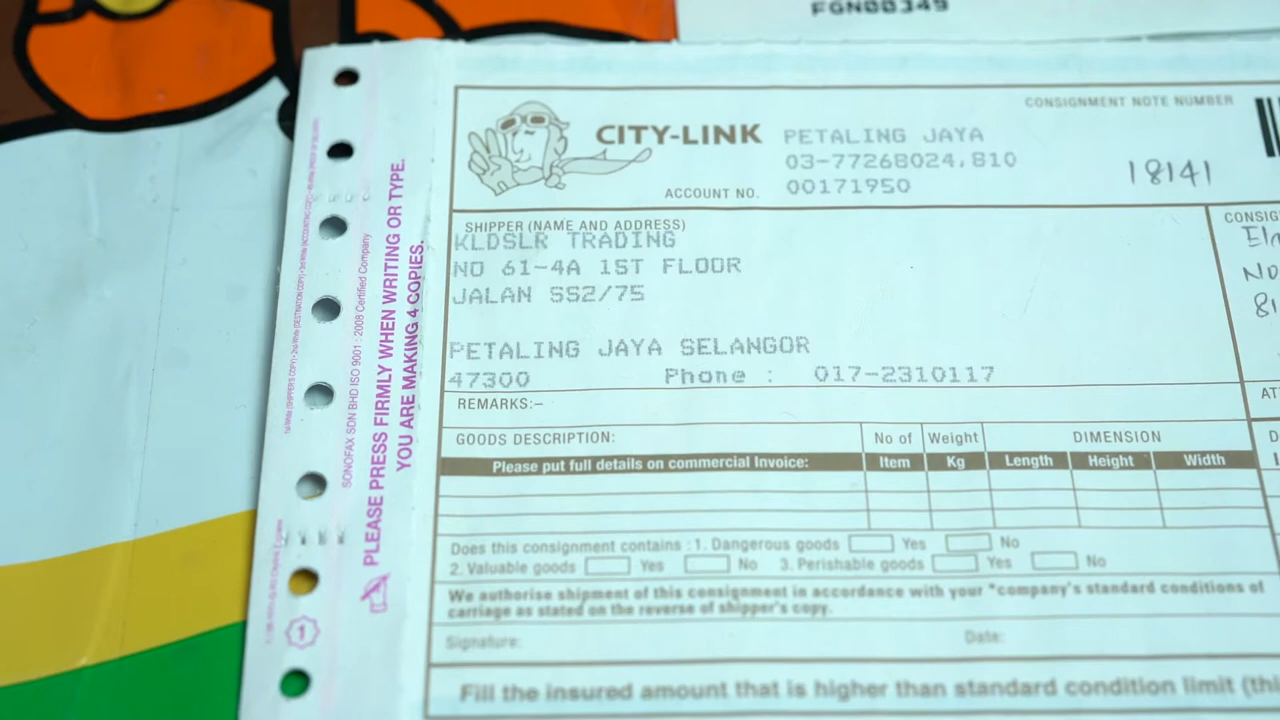 FGN00349
CONSIGNMENT NOTE NUMBER
CITY-LINK
PETALING JAYA
03-77268024,810
ACCOUNT NO. 00171950
18141
SHIPPER (NAME AND ADDRESS)
KLDSLR TRADING
NO 61-4A 1ST FLOOR
JALAN SS2/75
PETALING JAYA SELANGOR
47300 Phone : 017-2310117
REMARKS:-
GOODS DESCRIPTION: No of Weight DIMENSION
Please put full details on commercial Invoice: Item Kg Length Height Width
Does this consignment contains : 1. Dangerous goods Yes No
2. Valuable goods Yes No 3. Perishable goods Yes No
We authorise shipment of this consignment in accordance with your *company's standard conditions of
carriage as stated on the reverse of shipper's copy.
Signature: Date:
Fill the insured amount that is higher than standard condition limit
CONSIG
No
AT
SONOFAX SDN BHD ISO 9001 : 2008 Certified Company
PLEASE PRESS FIRMLY WHEN WRITING OR TYPE.
YOU ARE MAKING 4 COPIES.
1